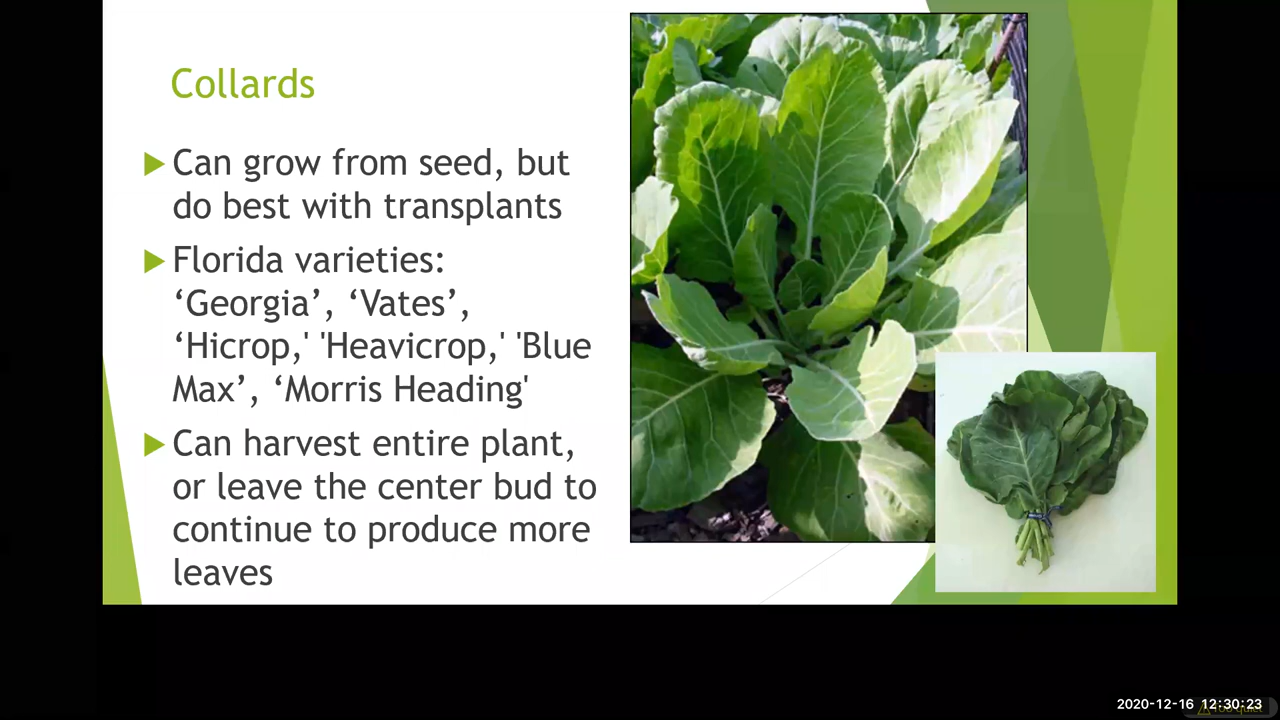 Collards
Can grow from seed, but
do best with transplants
Florida varieties:
‘Georgia’, ‘Vates’,
‘Hicrop,' 'Heavicrop,' 'Blue
Max’, ‘Morris Heading'
Can harvest entire plant,
or leave the center bud to
continue to produce more
leaves
2020-12-16 12:30:23